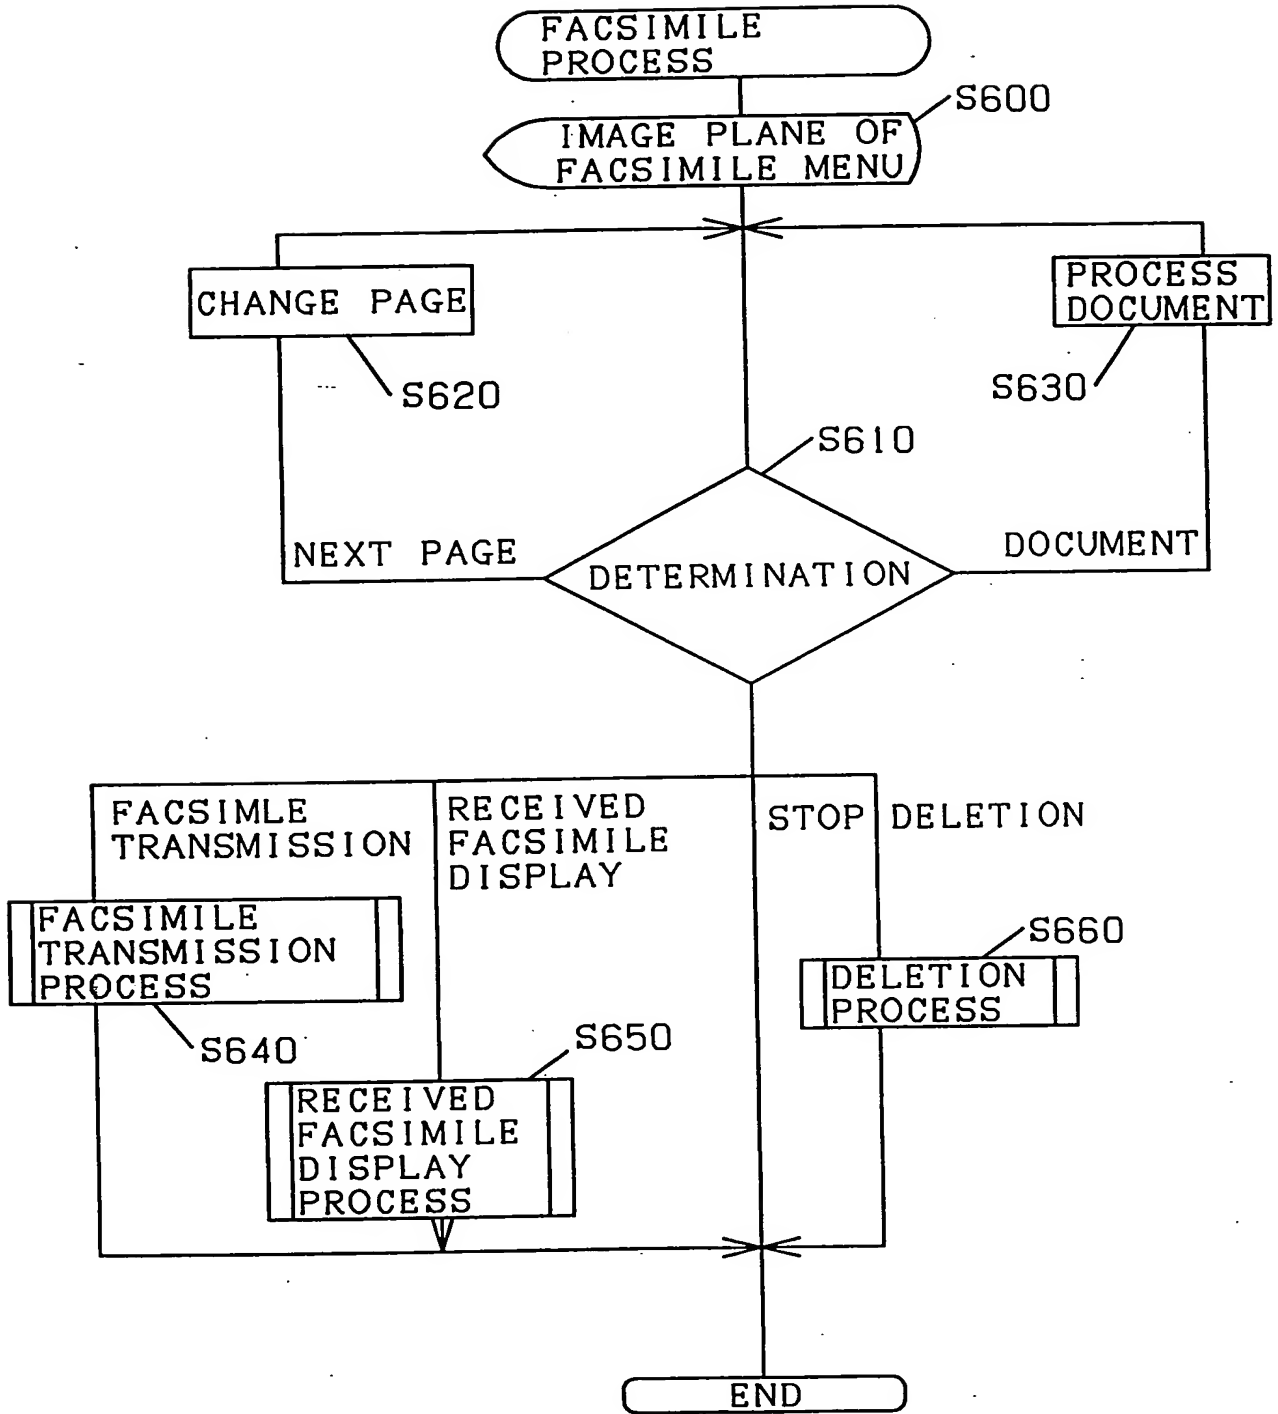 FACSIMILE
PROCESS
S600
IMAGE PLANE OF
FACSIMILE MENU
CHANGE PAGE
S620
PROCESS
DOCUMENT
S630
S610
NEXT PAGE
DETERMINATION
DOCUMENT
FACSIMLE
TRANSMISSION
RECEIVED
FACSIMILE
DISPLAY
STOP
DELETION
FACSIMILE
TRANSMISSION
PROCESS
S640
S650
RECEIVED
FACSIMILE
DISPLAY
PROCESS
S660
DELETION
PROCESS
END